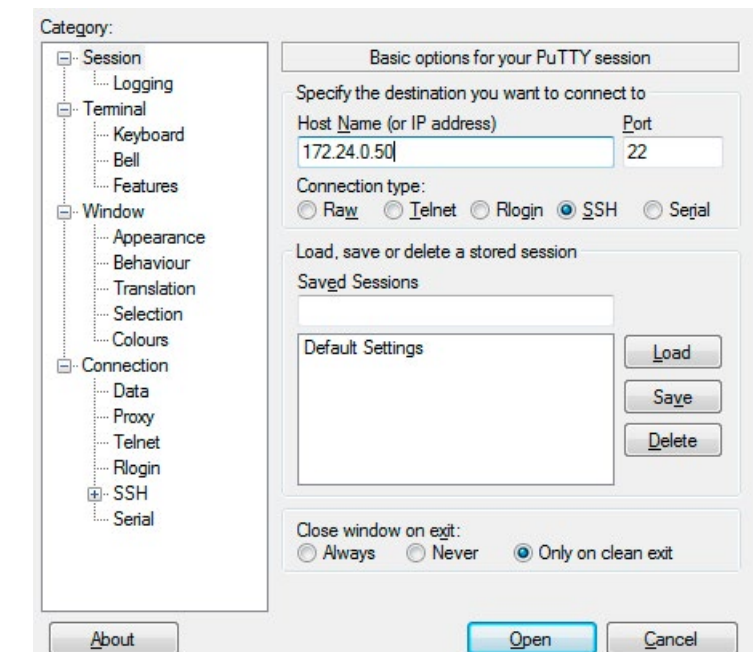 Category:
Session
Logging
Terminal
Keyboard
Bell
Features
Window
Appearance
Behaviour
Translation
Selection
Colours
Connection
Data
Proxy
Telnet
Rlogin
SSH
Serial
Basic options for your PuTTY session
Specify the destination you want to connect to
Host Name (or IP address) Port
172.24.0.50 22
Connection type:
Raw Telnet Rlogin SSH Serial
Load, save or delete a stored session
Saved Sessions
Default Settings
Load
Save
Delete
Close window on exit:
Always Never Only on clean exit
About Open Cancel